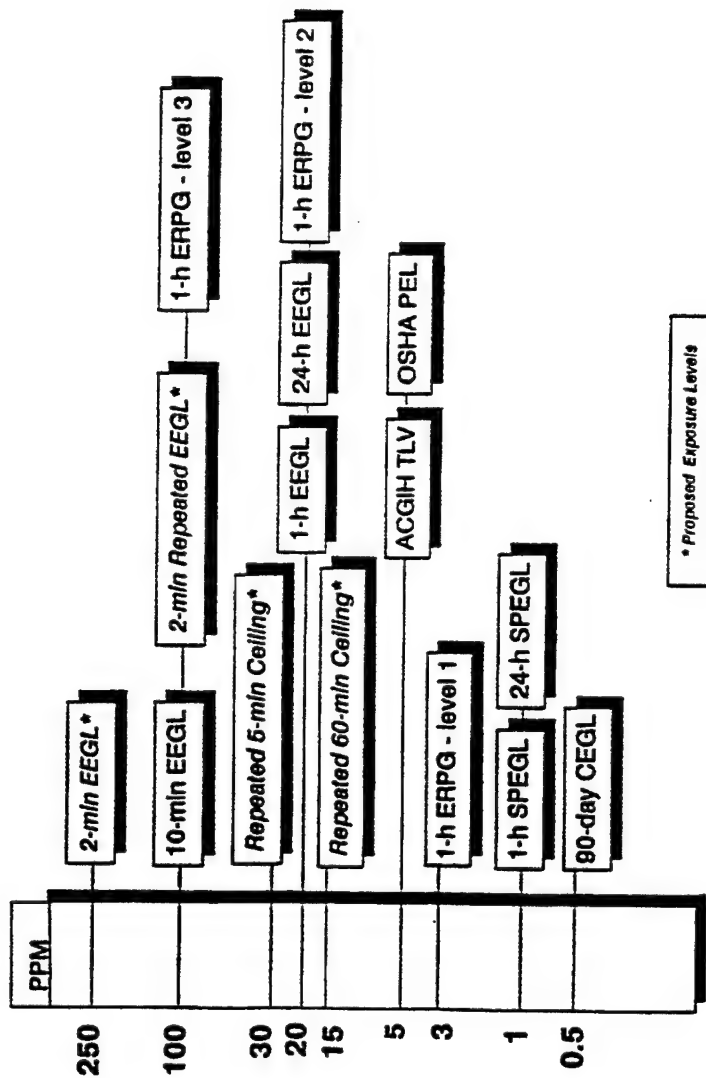 PPM
250
2-min EEGL*
100
10-min EEGL
2-min Repeated EEGL*
1-h ERPG - level 3
30
Repeated 5-min Ceiling*
20
1-h EEGL
24-h EEGL
1-h ERPG - level 2
15
Repeated 60-min Ceiling*
5
ACGIH TLV
OSHA PEL
3
1-h ERPG - level 1
1
1-h SPEGL
24-h SPEGL
0.5
90-day CEGL
* Proposed Exposure Levels